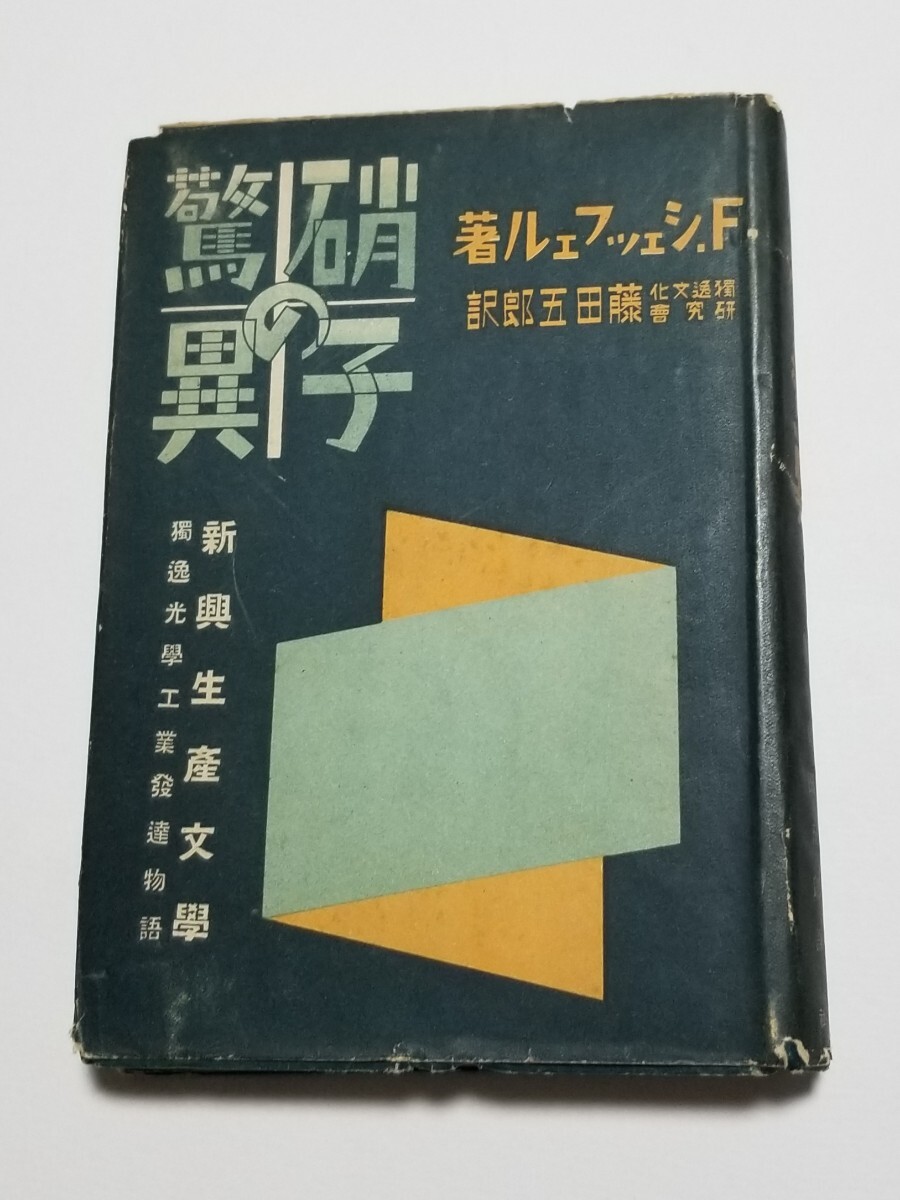 F.シェッフェル著
獨逸文化研究會 藤田五郎訳
硝子の驚異
新興生產文學
獨逸光學工業發達物語